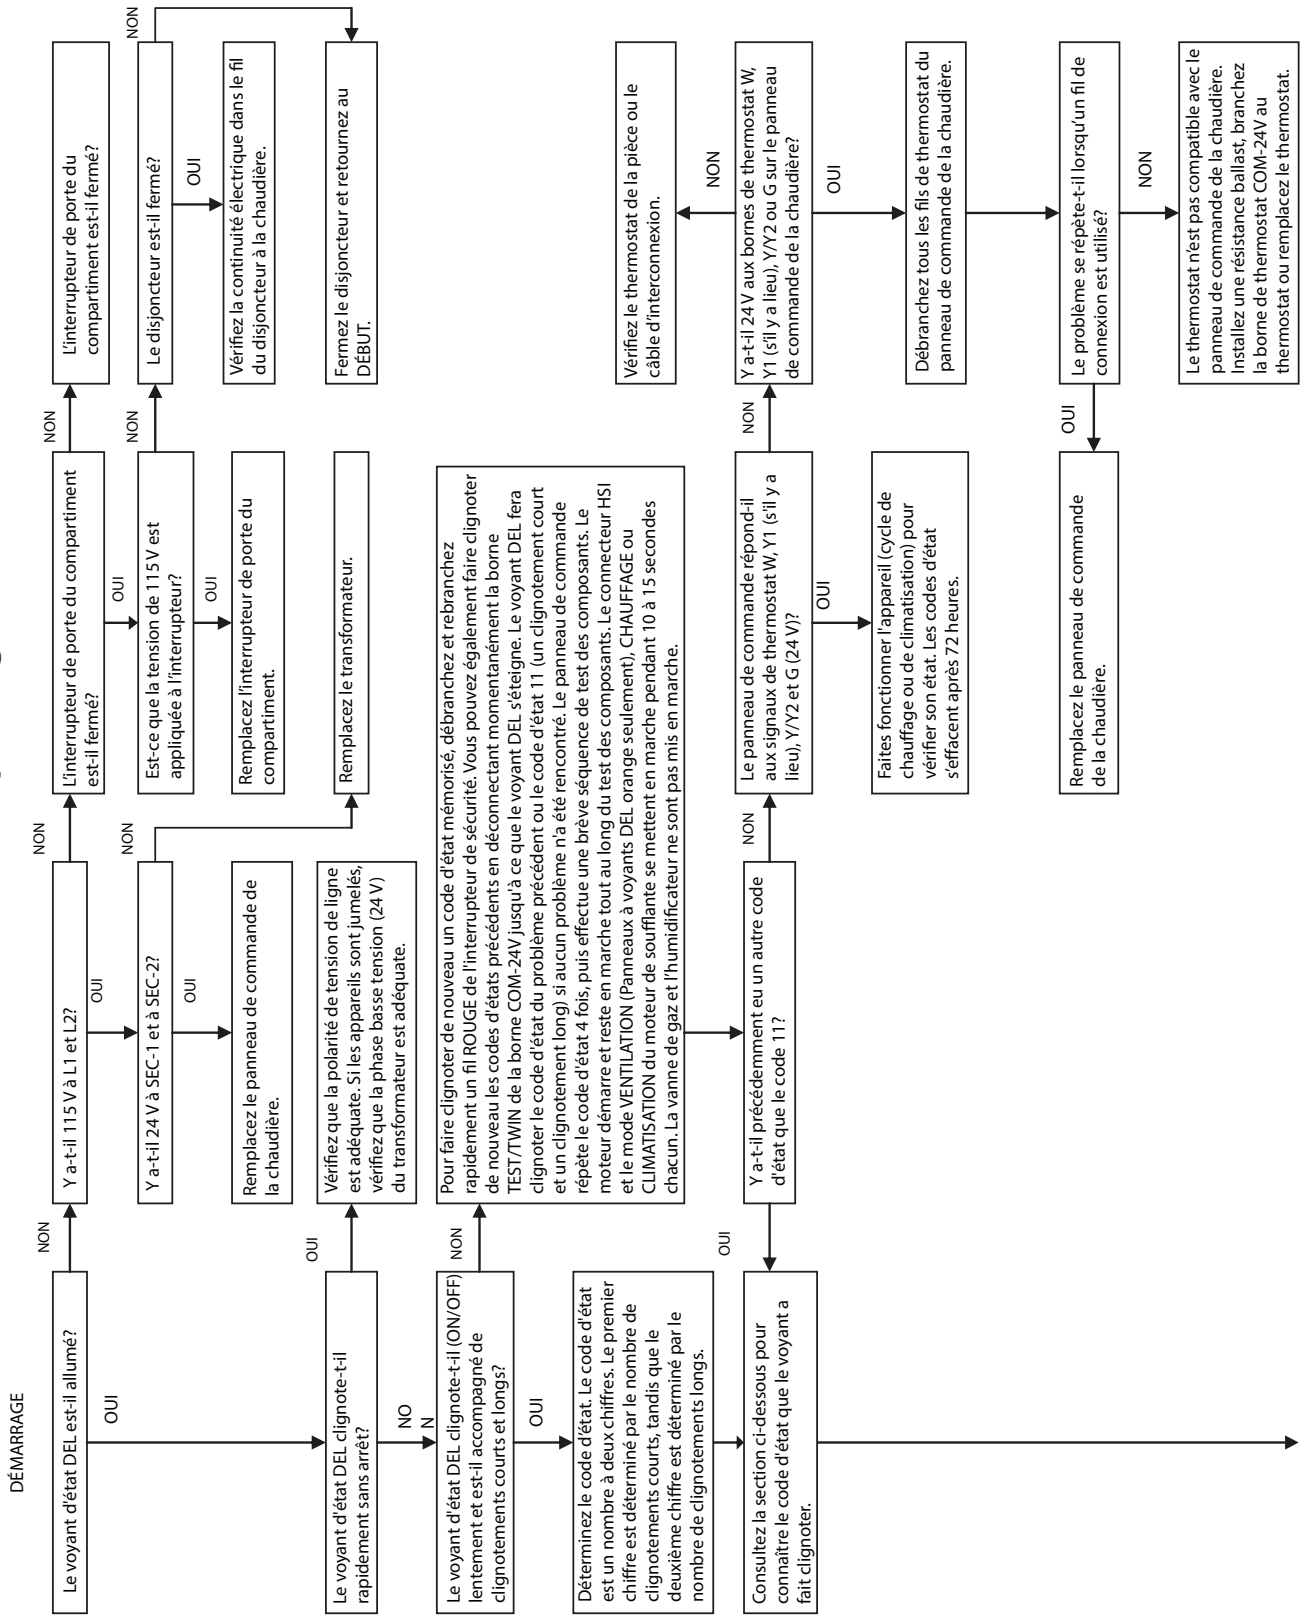 DÉMARRAGE
Le voyant d'état DEL est-il allumé?
OUI
NON
Y a-t-il 115 V à L1 et L2?
OUI
NON
L'interrupteur de porte du compartiment
est-il fermé?
OUI
NON
L'interrupteur de porte du
compartiment est-il fermé?
Y a-t-il 24 V à SEC-1 et à SEC-2?
OUI
NON
Est-ce que la tension de 115 V est
appliquée à l'interrupteur?
OUI
NON
Le disjoncteur est-il fermé?
OUI
NON
Remplacez le panneau de commande de
la chaudière.
Remplacez l'interrupteur de porte du
compartiment.
Vérifiez la continuité électrique dans le fil
du disjoncteur à la chaudière.
Le voyant d'état DEL clignote-t-il
rapidement sans arrêt?
OUI
NO
N
Vérifiez que la polarité de tension de ligne
est adéquate. Si les appareils sont jumelés,
vérifiez que la phase basse tension (24 V)
du transformateur est adéquate.
Remplacez le transformateur.
Fermez le disjoncteur et retournez au
DÉBUT.
Le voyant d'état DEL clignote-t-il (ON/OFF)
lentement et est-il accompagné de
clignotements courts et longs?
NON
OUI
Pour faire clignoter de nouveau un code d'état mémorisé, débranchez et rebranchez
rapidement un fil ROUGE de l'interrupteur de sécurité. Vous pouvez également faire clignoter
de nouveau les codes d'états précédents en déconnectant momentanément la borne
TEST/TWIN de la borne COM-24V jusqu'à ce que le voyant DEL s'éteigne. Le voyant DEL fera
clignoter le code d'état du problème précédent ou le code d'état 11 (un clignotement court
et un clignotement long) si aucun problème n'a été rencontré. Le panneau de commande
répète le code d'état 4 fois, puis effectue une brève séquence de test des composants. Le
moteur démarre et reste en marche tout au long du test des composants. Le connecteur HSI
et le mode VENTILATION (Panneaux à voyants DEL orange seulement), CHAUFFAGE ou
CLIMATISATION du moteur de soufflante se mettent en marche pendant 10 à 15 secondes
chacun. La vanne de gaz et l'humidificateur ne sont pas mis en marche.
Déterminez le code d'état. Le code d'état
est un nombre à deux chiffres. Le premier
chiffre est déterminé par le nombre de
clignotements courts, tandis que le
deuxième chiffre est déterminé par le
nombre de clignotements longs.
Consultez la section ci-dessous pour
connaître le code d'état que le voyant a
fait clignoter.
OUI
Y a-t-il précédemment eu un autre code
d'état que le code 11?
NON
Le panneau de commande répond-il
aux signaux de thermostat W, Y1 (s'il y a
lieu), Y/Y2 et G (24 V)?
NON
OUI
Y a-t-il 24 V aux bornes de thermostat W,
Y1 (s'il y a lieu), Y/Y2 ou G sur le panneau
de commande de la chaudière?
NON
OUI
Vérifiez le thermostat de la pièce ou le
câble d'interconnexion.
Faites fonctionner l'appareil (cycle de
chauffage ou de climatisation) pour
vérifier son état. Les codes d'état
s'effacent après 72 heures.
Débranchez tous les fils de thermostat du
panneau de commande de la chaudière.
Le problème se répète-t-il lorsqu'un fil de
connexion est utilisé?
OUI
NON
Remplacez le panneau de commande
de la chaudière.
Le thermostat n'est pas compatible avec le
panneau de commande de la chaudière.
Installez une résistance ballast, branchez
la borne de thermostat COM-24V au
thermostat ou remplacez le thermostat.